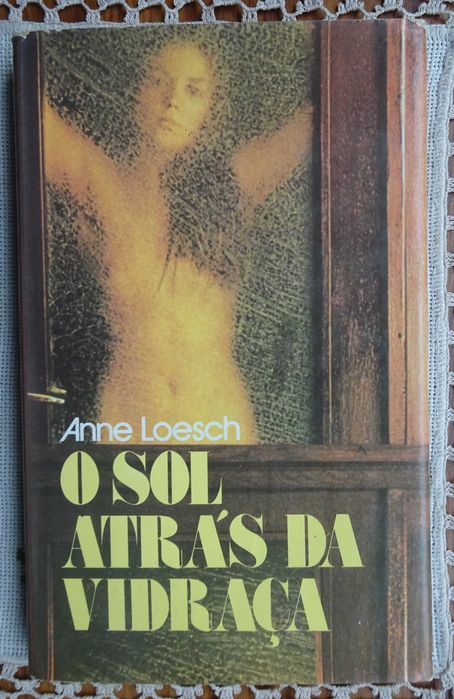 Anne Loesch
O SOL
ATRÁS DA
VIDRAÇA